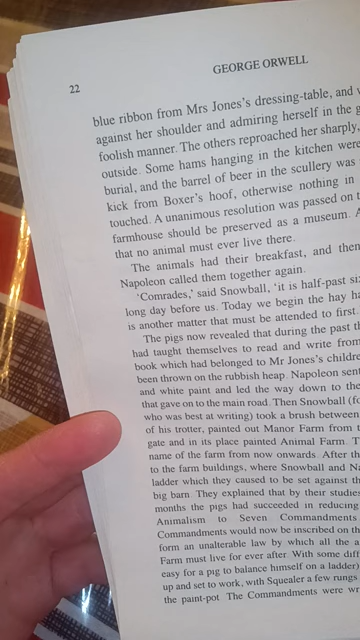 22
GEORGE ORWELL
blue ribbon from Mrs Jones's dressing-table, and
against her shoulder and admiring herself in the g
foolish manner. The others reproached her sharply,
outside. Some hams hanging in the kitchen were
burial, and the barrel of beer in the scullery was
kick from Boxer's hoof, otherwise nothing in
touched. A unanimous resolution was passed on t
farmhouse should be preserved as a museum. A
that no animal must ever live there.
The animals had their breakfast, and then
Napoleon called them together again.
'Comrades,' said Snowball, 'it is half-past si
long day before us. Today we begin the hay ha
is another matter that must be attended to first.
The pigs now revealed that during the past th
had taught themselves to read and write from
book which had belonged to Mr Jones's childre
been thrown on the rubbish heap. Napoleon sent
and white paint and led the way down to the
that gave on to the main road. Then Snowball (fo
who was best at writing) took a brush between
of his trotter, painted out Manor Farm from t
gate and in its place painted Animal Farm. T
name of the farm from now onwards. After th
to the farm buildings, where Snowball and Na
ladder which they caused to be set against th
big barn. They explained that by their studies
months the pigs had succeeded in reducing
Animalism to Seven Commandments
Commandments would now be inscribed on th
form an unalterable law by which all the a
Farm must live for ever after. With some diff
easy for a pig to balance himself on a ladder)
up and set to work, with Squealer a few rungs
the paint-pot. The Commandments were wr